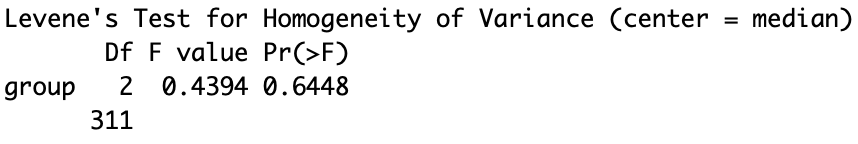 Levene's Test for Homogeneity of Variance (center = median)
Df F value Pr(>F)
group 2 0.4394 0.6448
311